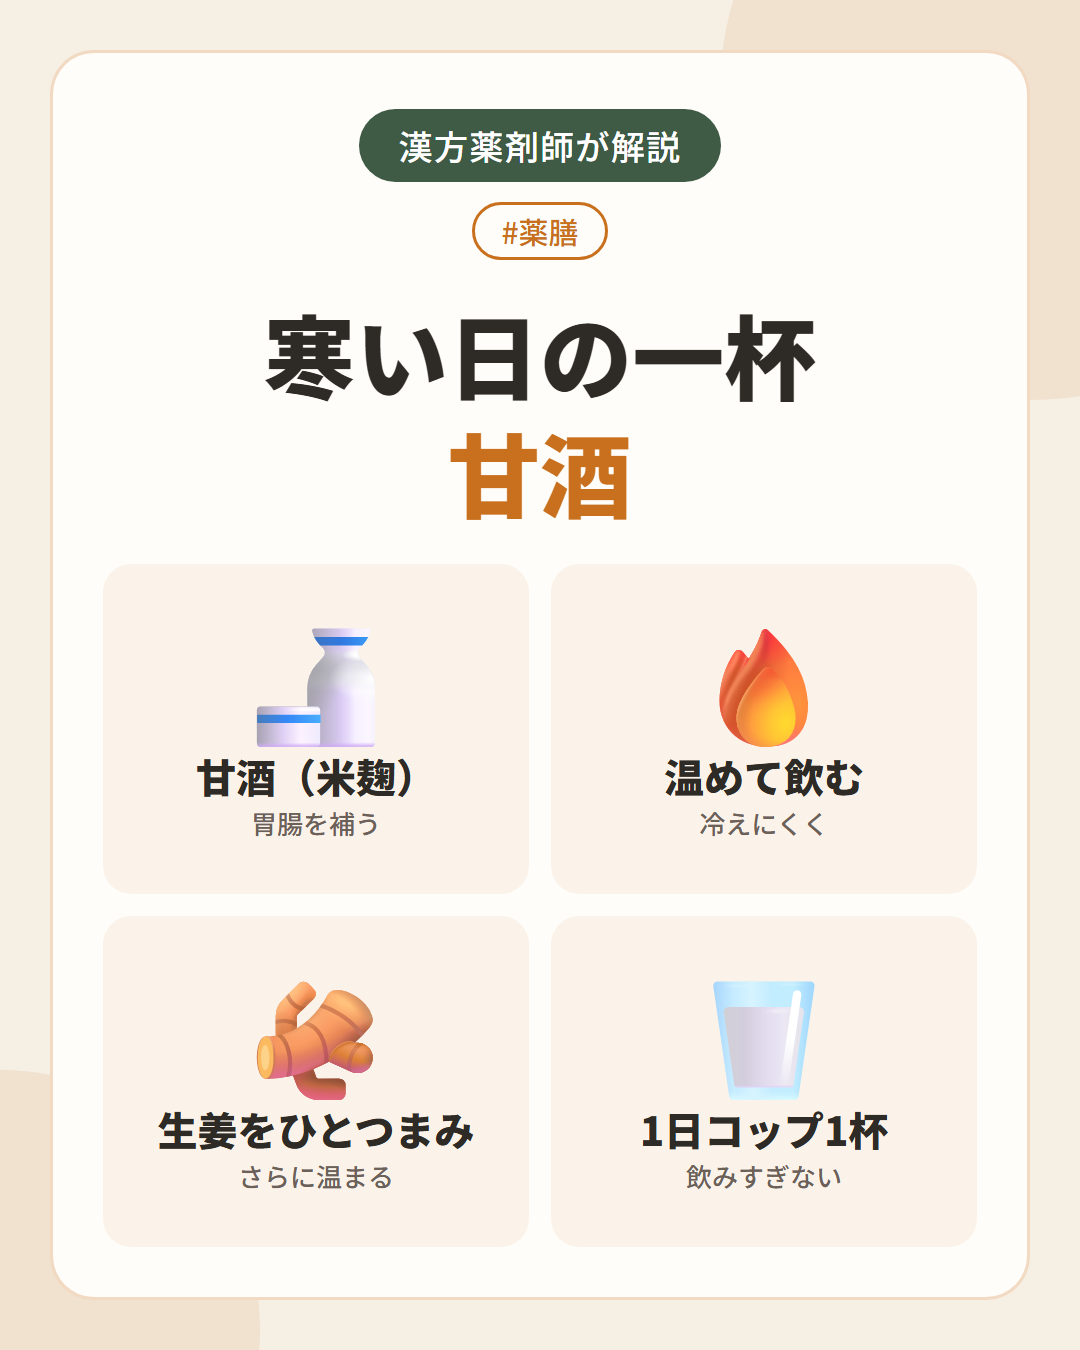 漢方薬剤師が解説
#薬膳
寒い日の一杯
甘酒
甘酒（米麹）
胃腸を補う
温めて飲む
冷えにくく
生姜をひとつまみ
さらに温まる
1日コップ1杯
飲みすぎない